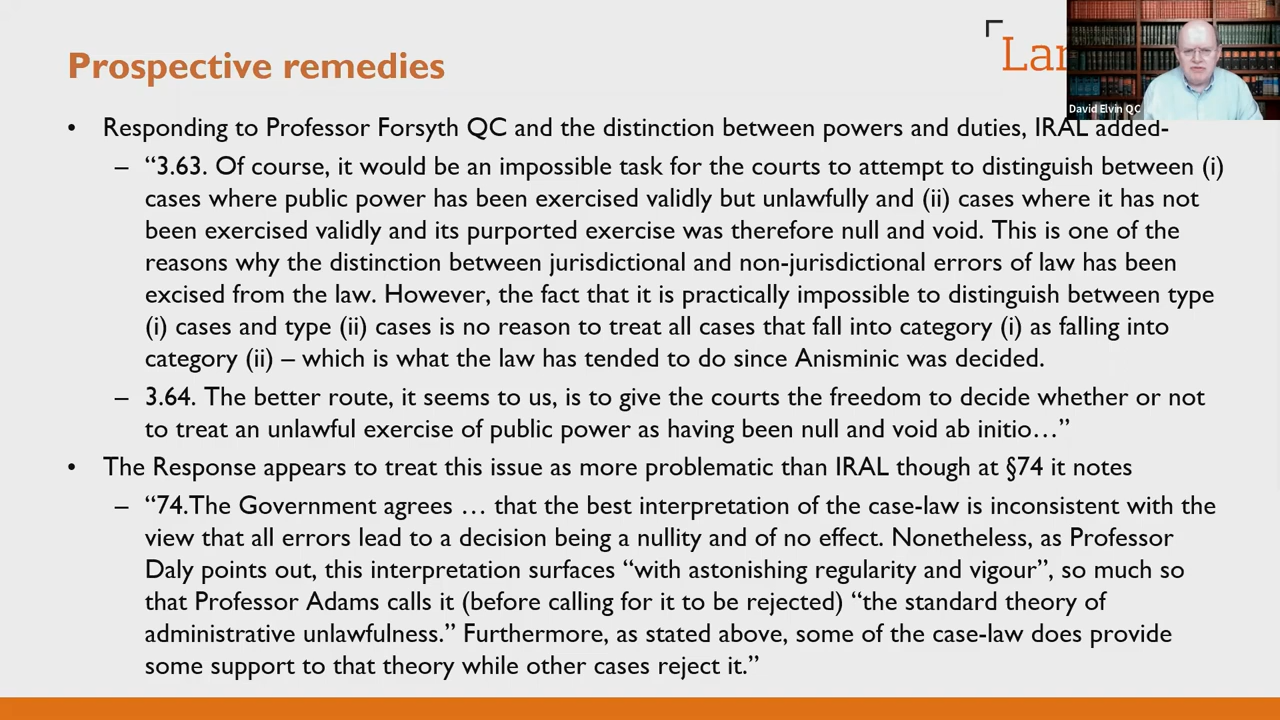 Prospective remedies
Lan
David Elvin QC
• Responding to Professor Forsyth QC and the distinction between powers and duties, IRAL added-
– “3.63. Of course, it would be an impossible task for the courts to attempt to distinguish between (i)
cases where public power has been exercised validly but unlawfully and (ii) cases where it has not
been exercised validly and its purported exercise was therefore null and void. This is one of the
reasons why the distinction between jurisdictional and non-jurisdictional errors of law has been
excised from the law. However, the fact that it is practically impossible to distinguish between type
(i) cases and type (ii) cases is no reason to treat all cases that fall into category (i) as falling into
category (ii) – which is what the law has tended to do since Anisminic was decided.
– 3.64. The better route, it seems to us, is to give the courts the freedom to decide whether or not
to treat an unlawful exercise of public power as having been null and void ab initio…”
• The Response appears to treat this issue as more problematic than IRAL though at §74 it notes
– “74.The Government agrees … that the best interpretation of the case-law is inconsistent with the
view that all errors lead to a decision being a nullity and of no effect. Nonetheless, as Professor
Daly points out, this interpretation surfaces “with astonishing regularity and vigour”, so much so
that Professor Adams calls it (before calling for it to be rejected) “the standard theory of
administrative unlawfulness.” Furthermore, as stated above, some of the case-law does provide
some support to that theory while other cases reject it.”